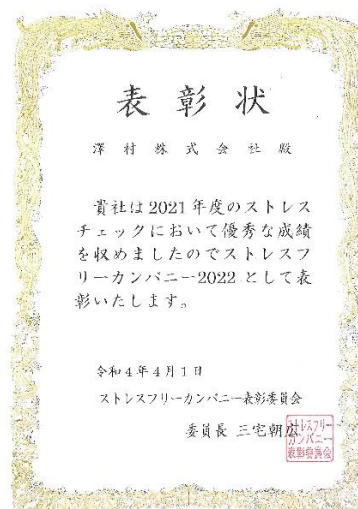 表彰状
澤村株式会社殿
貴社は2021年度のストレス
チェックにおいて優秀な成績
を収めましたのでストレスフ
リーカンパニー2022として表
彰いたします。
令和4年4月1日
ストレスフリーカンパニー表彰委員会
委員長 三宅朝広
ストレスフリー
カンパニー
表彰委員会